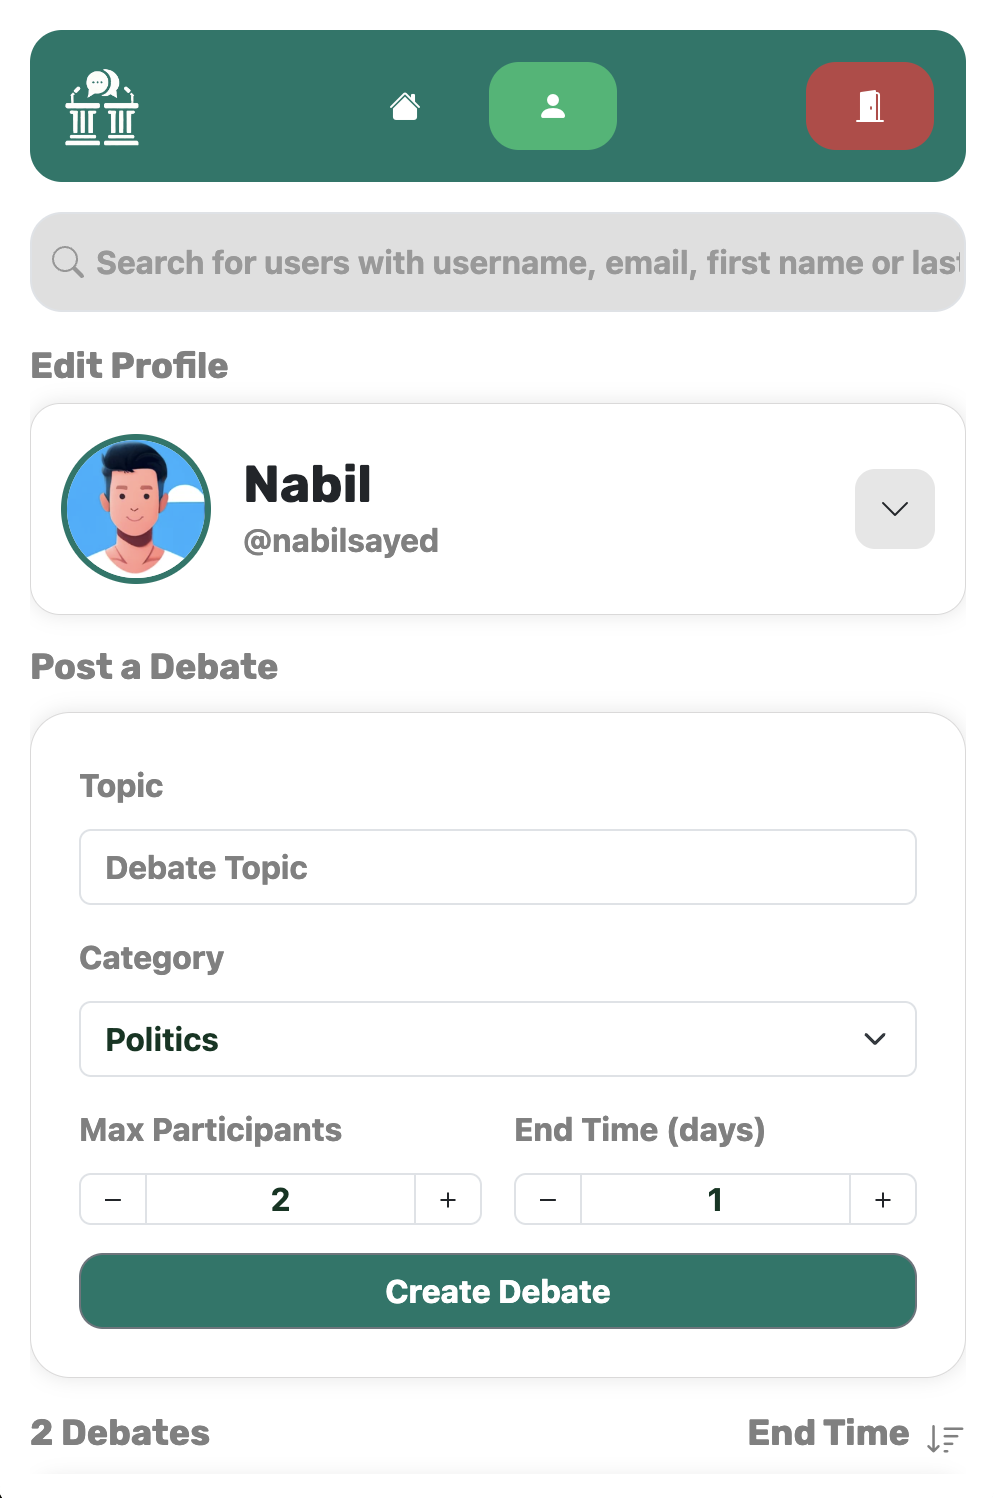 Search for users with username, email, first name or last
Edit Profile
Nabil
@nabilsayed
Post a Debate
Topic
Debate Topic
Category
Politics
Max Participants
End Time (days)
− 2 +
− 1 +
Create Debate
2 Debates
End Time